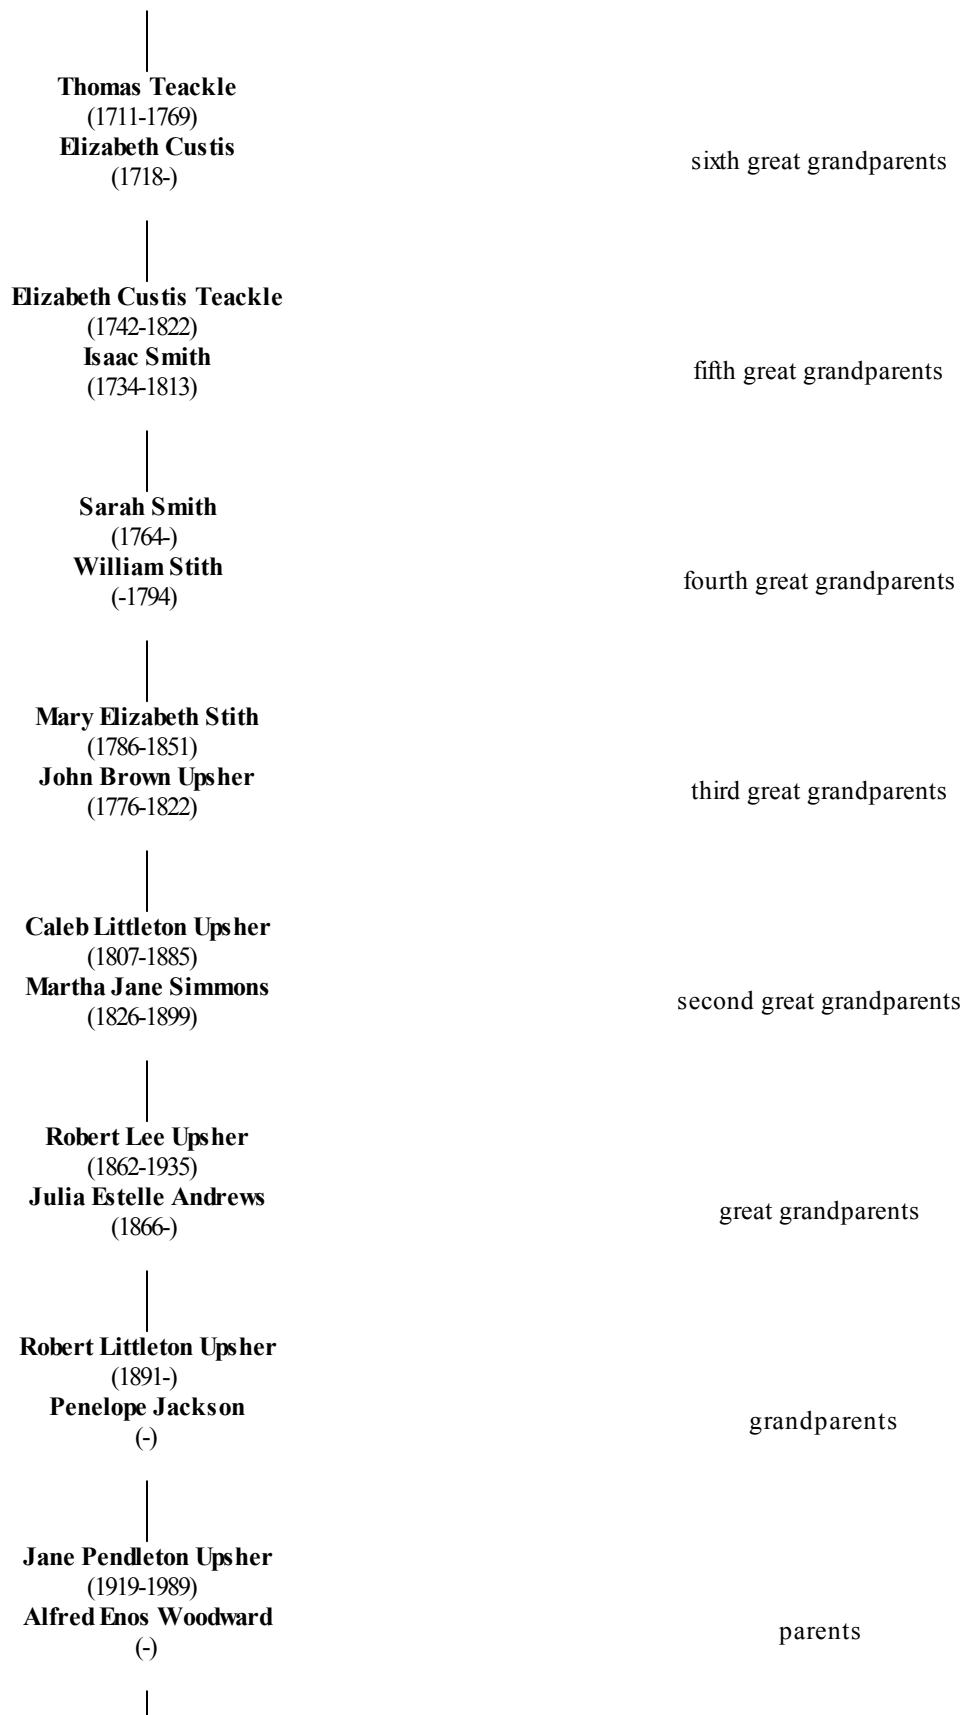 Thomas Teackle
(1711-1769)
Elizabeth Custis
(1718-)
sixth great grandparents
Elizabeth Custis Teackle
(1742-1822)
Isaac Smith
(1734-1813)
fifth great grandparents
Sarah Smith
(1764-)
William Stith
(-1794)
fourth great grandparents
Mary Elizabeth Stith
(1786-1851)
John Brown Upsher
(1776-1822)
third great grandparents
Caleb Littleton Upsher
(1807-1885)
Martha Jane Simmons
(1826-1899)
second great grandparents
Robert Lee Upsher
(1862-1935)
Julia Estelle Andrews
(1866-)
great grandparents
Robert Littleton Upsher
(1891-)
Penelope Jackson
(-)
grandparents
Jane Pendleton Upsher
(1919-1989)
Alfred Enos Woodward
(-)
parents